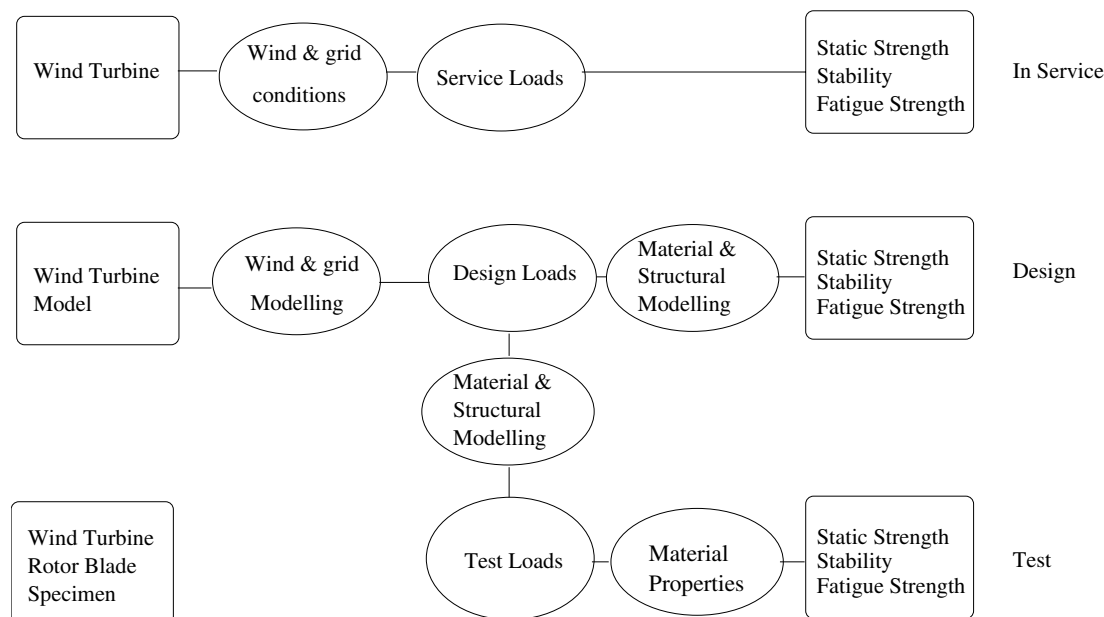 Wind Turbine
Wind & grid
conditions
Service Loads
Static Strength
Stability
Fatigue Strength
In Service
Wind Turbine
Model
Wind & grid
Modelling
Design Loads
Material &
Structural
Modelling
Static Strength
Stability
Fatigue Strength
Design
Material &
Structural
Modelling
Wind Turbine
Rotor Blade
Specimen
Test Loads
Material
Properties
Static Strength
Stability
Fatigue Strength
Test